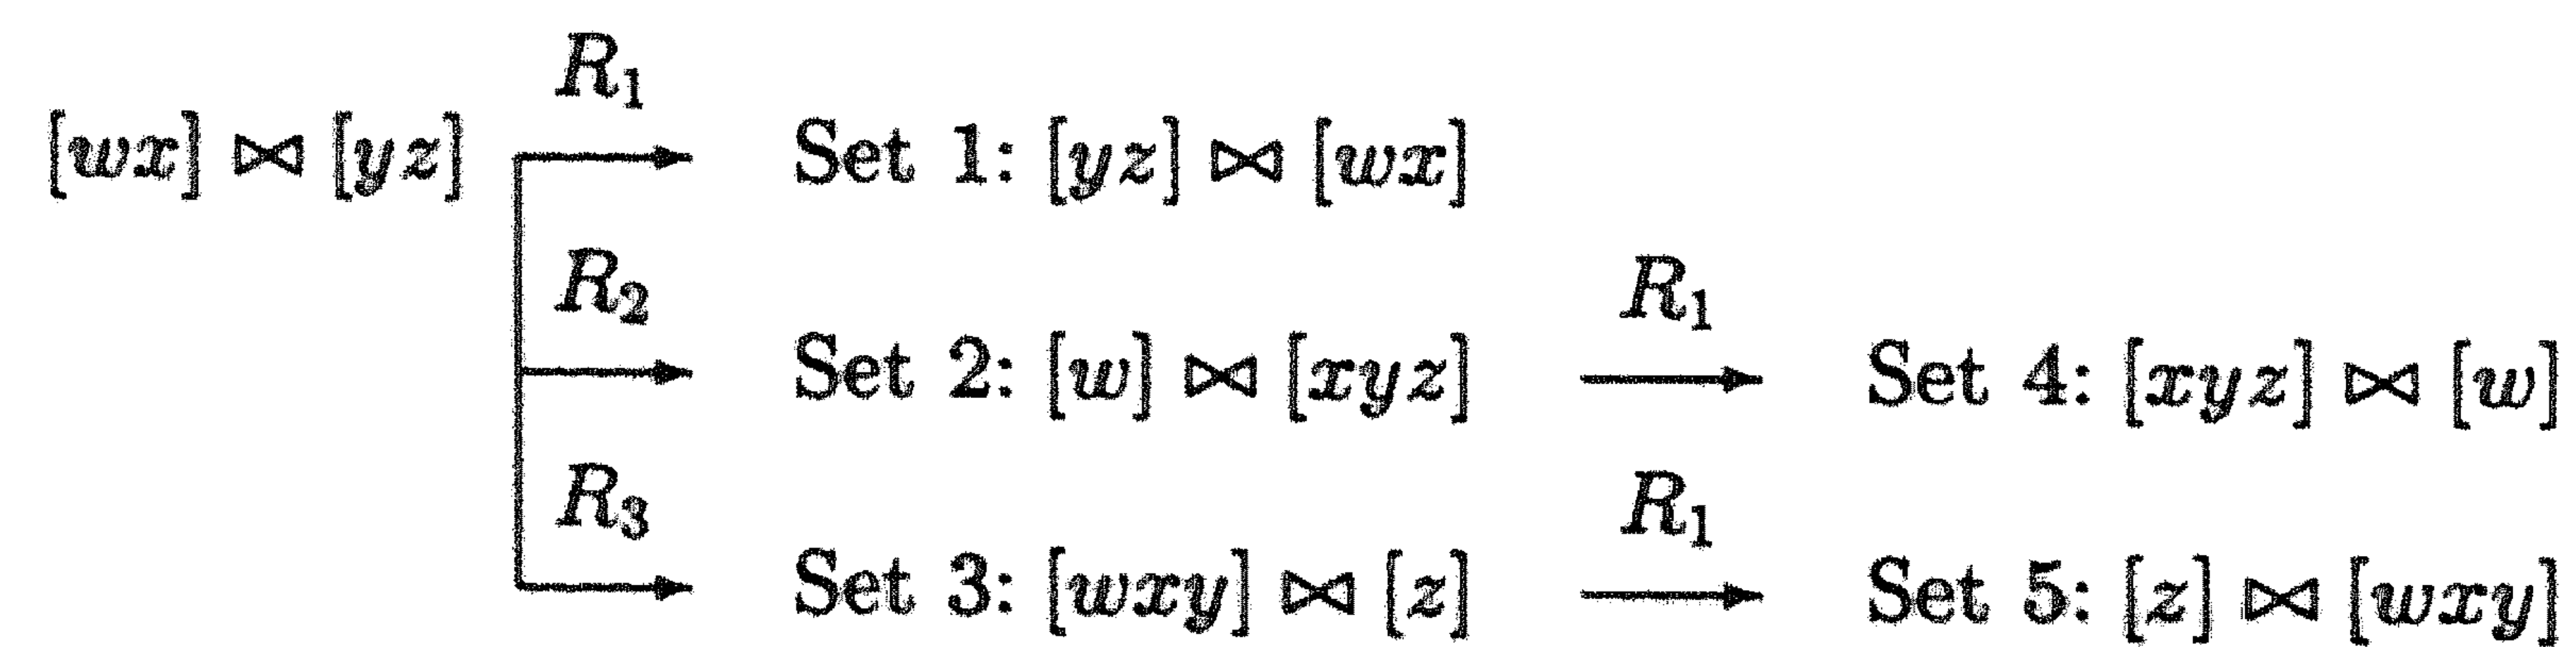 R₁
[wx] ⋈ [yz] Set 1: [yz] ⋈ [wx]
R₂ R₁
Set 2: [w] ⋈ [xyz] Set 4: [xyz] ⋈ [w]
R₃ R₁
Set 3: [wxy] ⋈ [z] Set 5: [z] ⋈ [wxy]